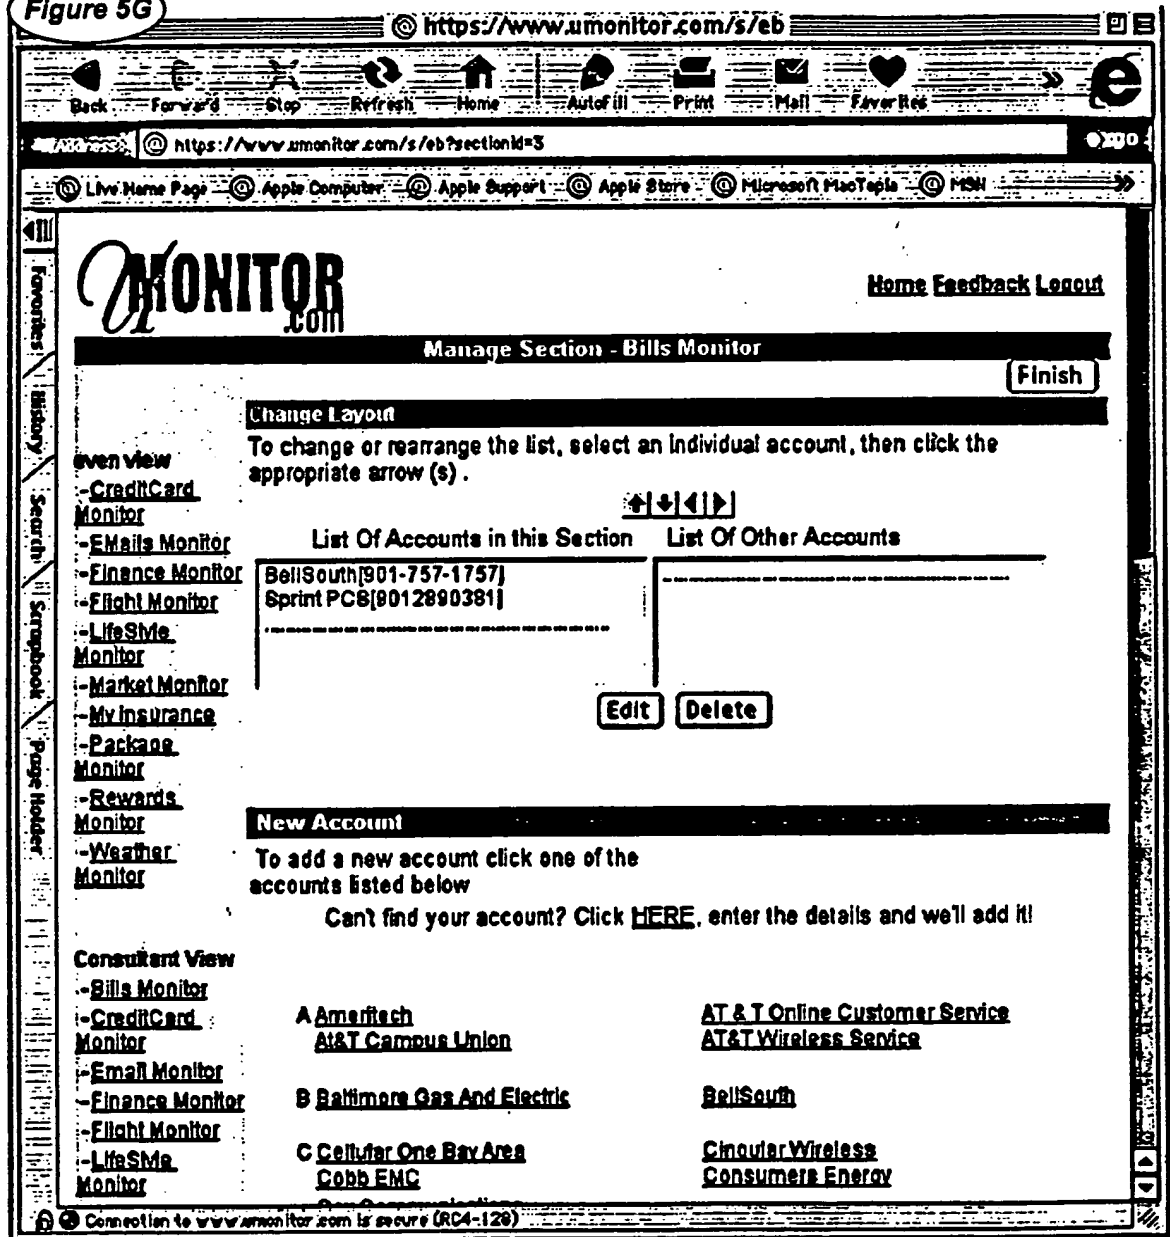 Figure 5G
@ https://www.umonitor.com/s/eb
Back Forward Stop Refresh Home AutoFill Print Mail Favorites
Address @ https://www.umonitor.com/s/eb?sectionid=3 go
@ Live Home Page @ Apple Computer @ Apple Support @ Apple Store @ Microsoft MacTopia @ MSN
Favorites
History
Search
Scrapbook
Page Holder
UMONITOR
.com
Home Feedback Logout
Manage Section - Bills Monitor
Finish
Change Layout
To change or rearrange the list, select an individual account, then click the
appropriate arrow (s) .
List Of Accounts in this Section List Of Other Accounts
BellSouth[901-757-1757]
Sprint PCS[9012890381]
Edit Delete
even view
-CreditCard
Monitor
-EMails Monitor
-Finance Monitor
-Flight Monitor
-LifeStyle
Monitor
-Market Monitor
-My insurance
-Package
Monitor
-Rewards
Monitor
-Weather
Monitor
New Account
To add a new account click one of the
accounts listed below
Can't find your account? Click HERE, enter the details and we'll add it!
Consultant View
-Bills Monitor
-CreditCard
Monitor
-Email Monitor
-Finance Monitor
-Flight Monitor
-LifeStyle
Monitor
A Ameritech AT & T Online Customer Service
At&T Campus Union AT&T Wireless Service
B Baltimore Gas And Electric BellSouth
C Cellular One Bay Area Cingular Wireless
Cobb EMC Consumers Energy
Connection to www.umonitor.com is secure (RC4-128)